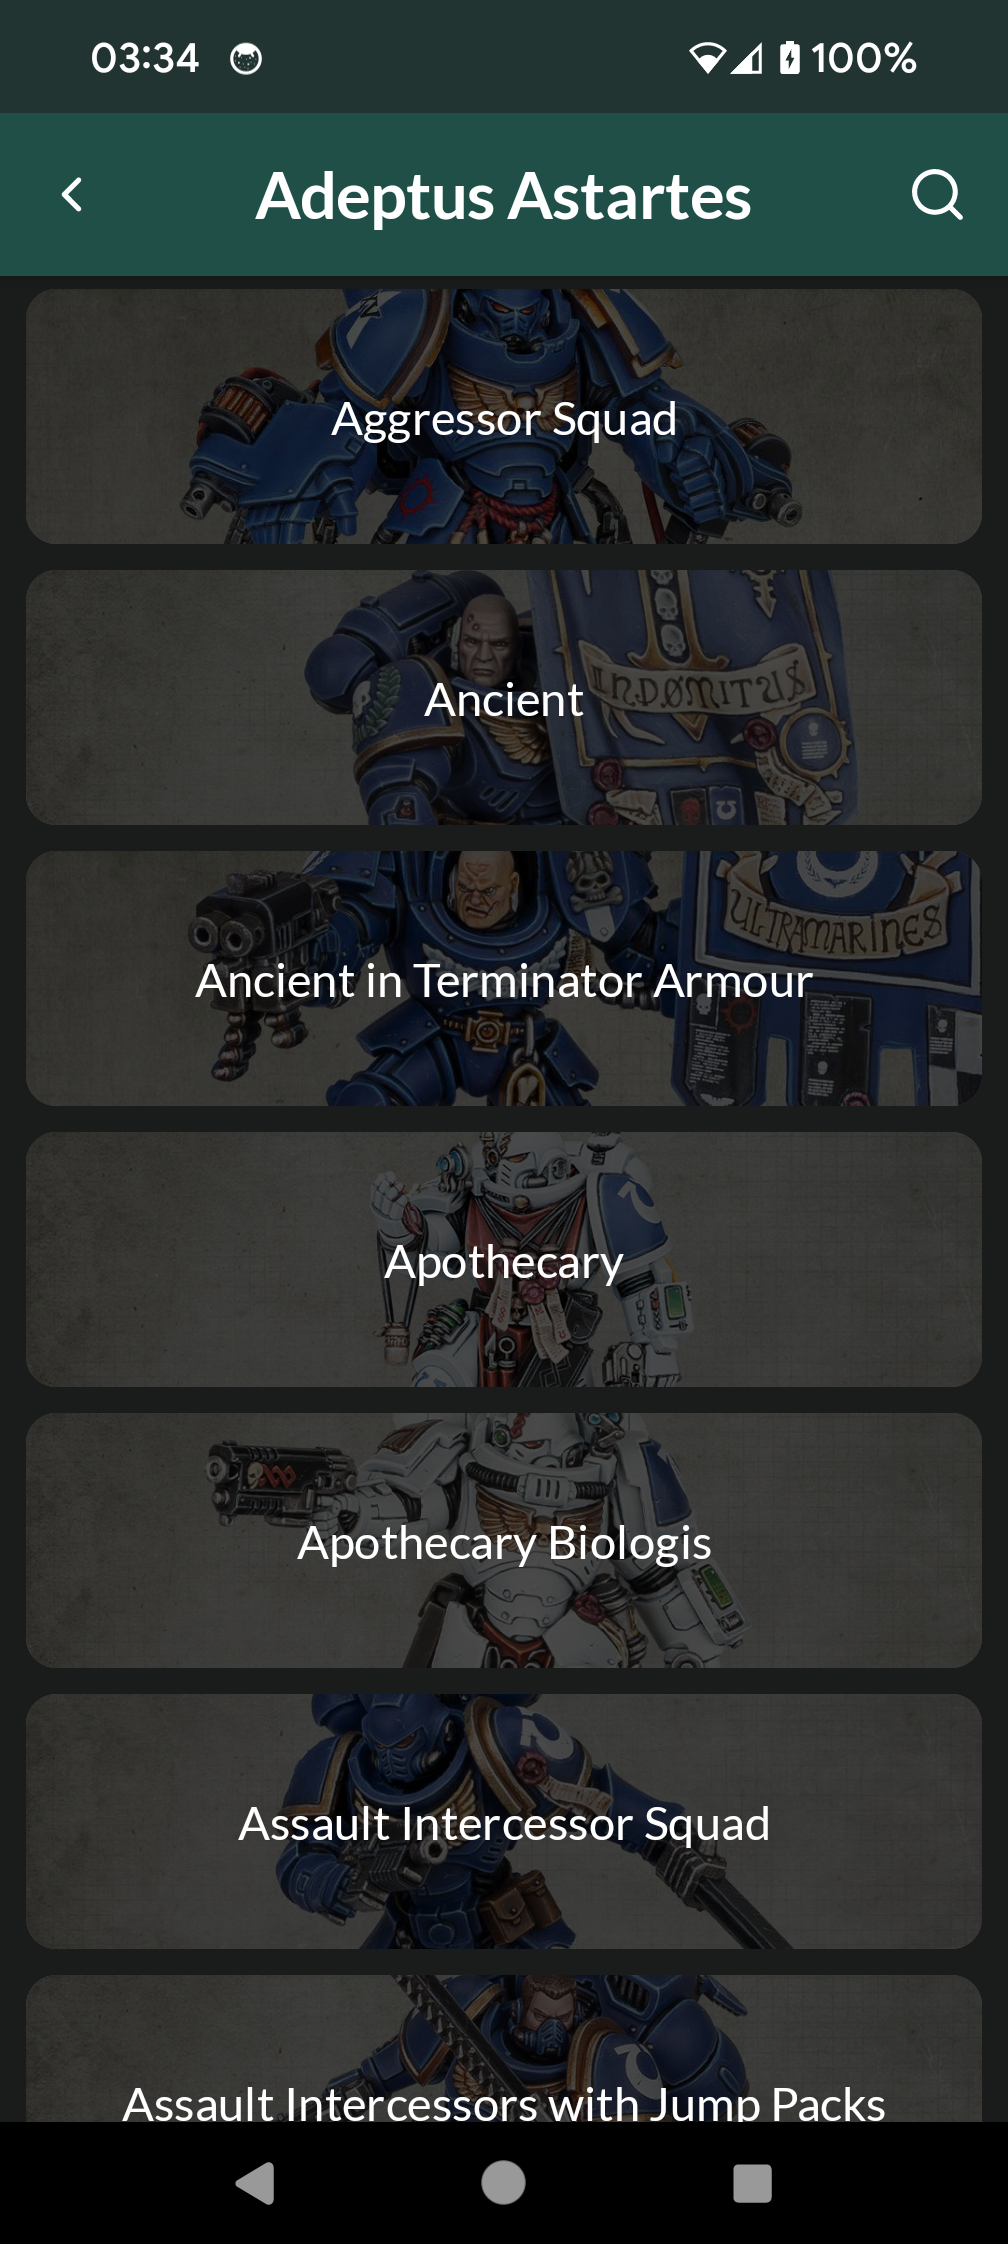 03:34
100%
Adeptus Astartes
Aggressor Squad
INDOMITUS
Ancient
ULTRAMARINES
Ancient in Terminator Armour
Apothecary
Apothecary Biologis
Assault Intercessor Squad
Assault Intercessors with Jump Packs